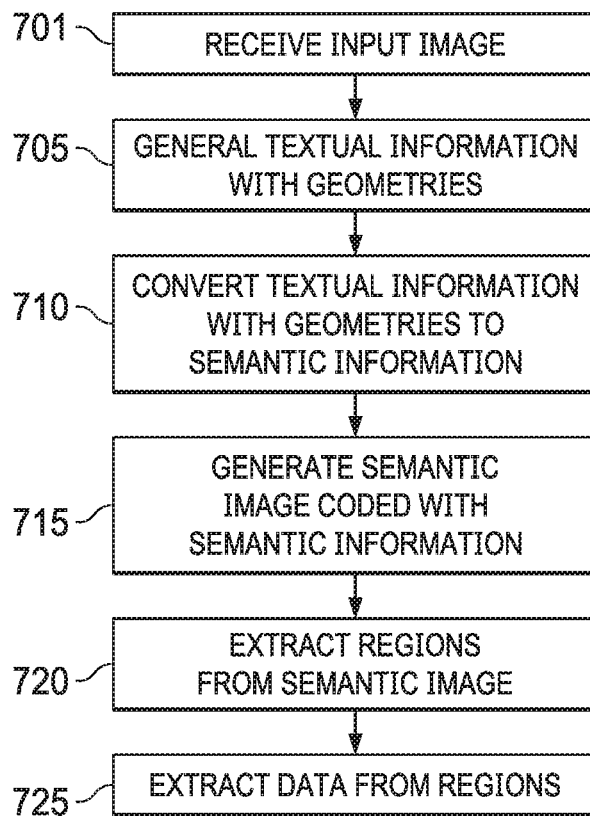 701
RECEIVE INPUT IMAGE
705
GENERAL TEXTUAL INFORMATION
WITH GEOMETRIES
710
CONVERT TEXTUAL INFORMATION
WITH GEOMETRIES TO
SEMANTIC INFORMATION
715
GENERATE SEMANTIC
IMAGE CODED WITH
SEMANTIC INFORMATION
720
EXTRACT REGIONS
FROM SEMANTIC IMAGE
725
EXTRACT DATA FROM REGIONS